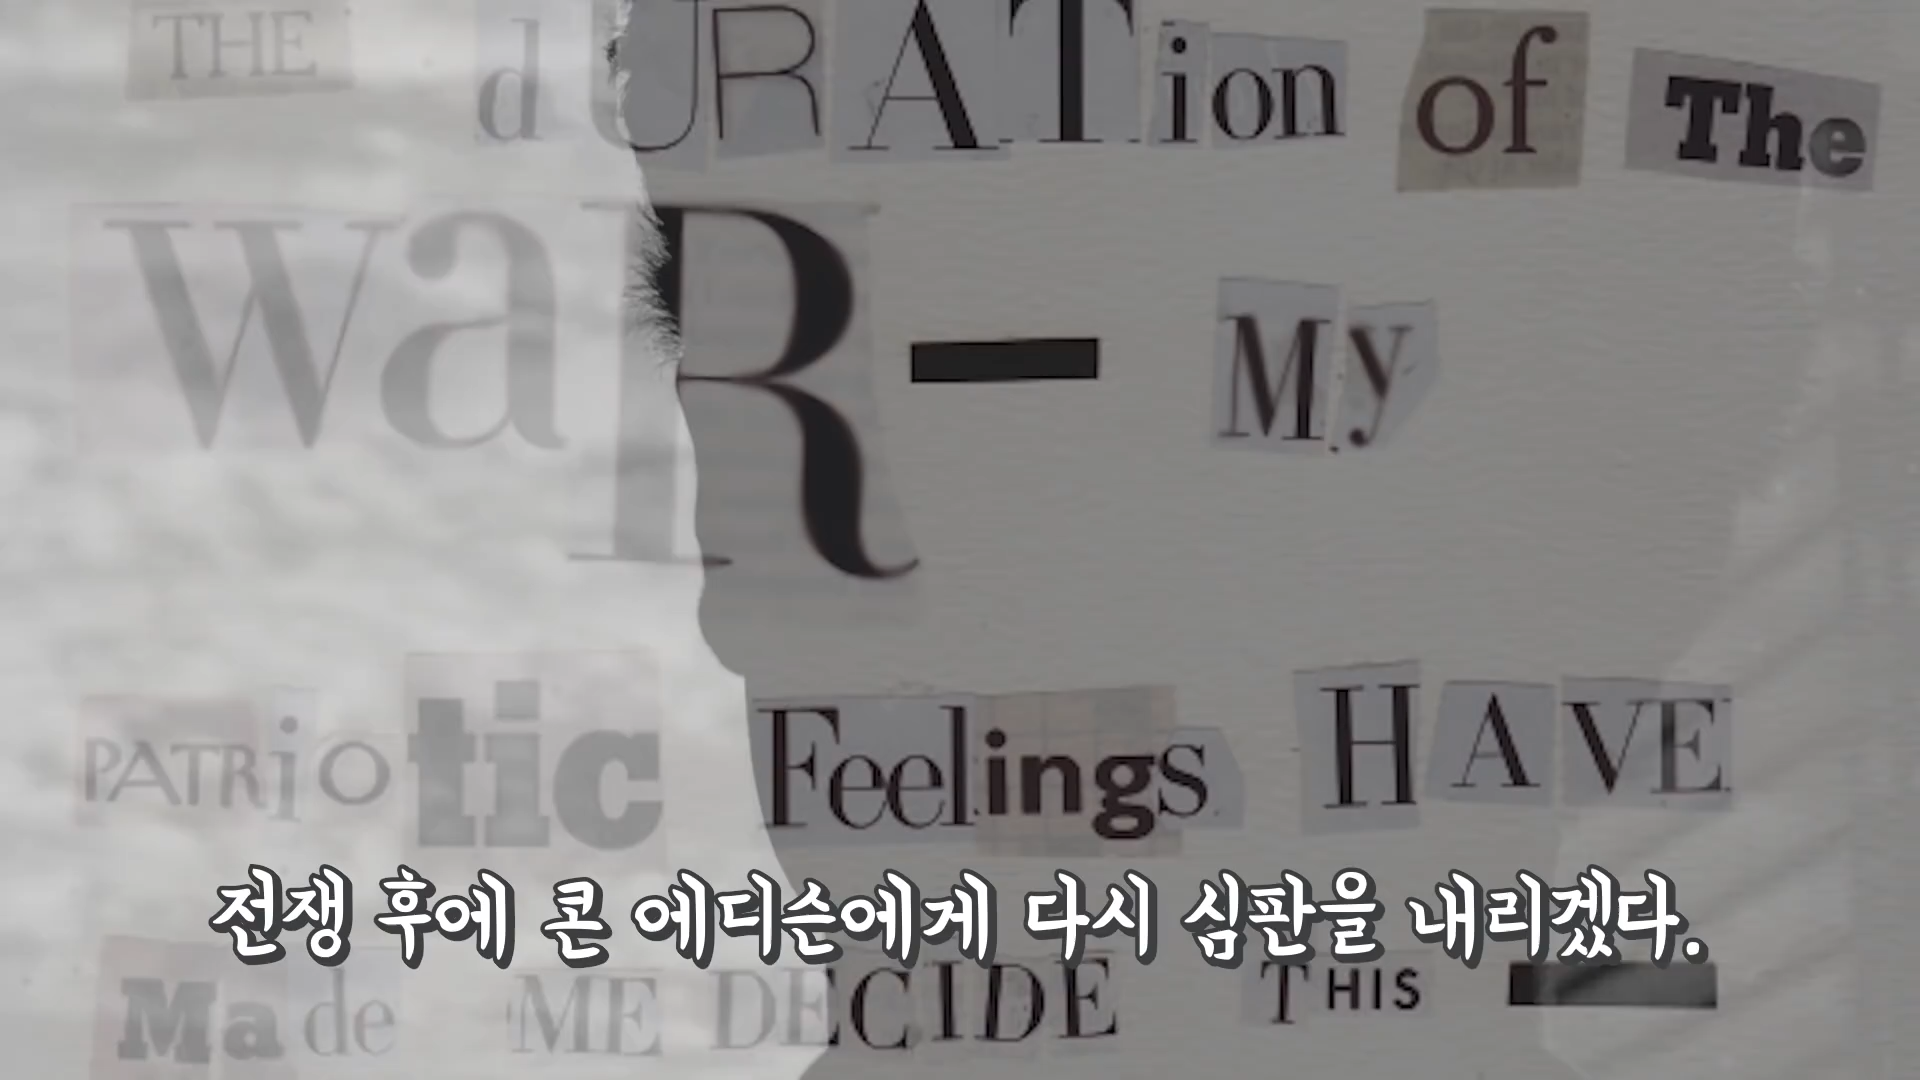 THE dURATion of The
WaR — My
PATRiotic Feelings HAVE
전쟁 후에 콘 에디슨에게 다시 심판을 내리겠다.
Made ME DECIDE THIS —